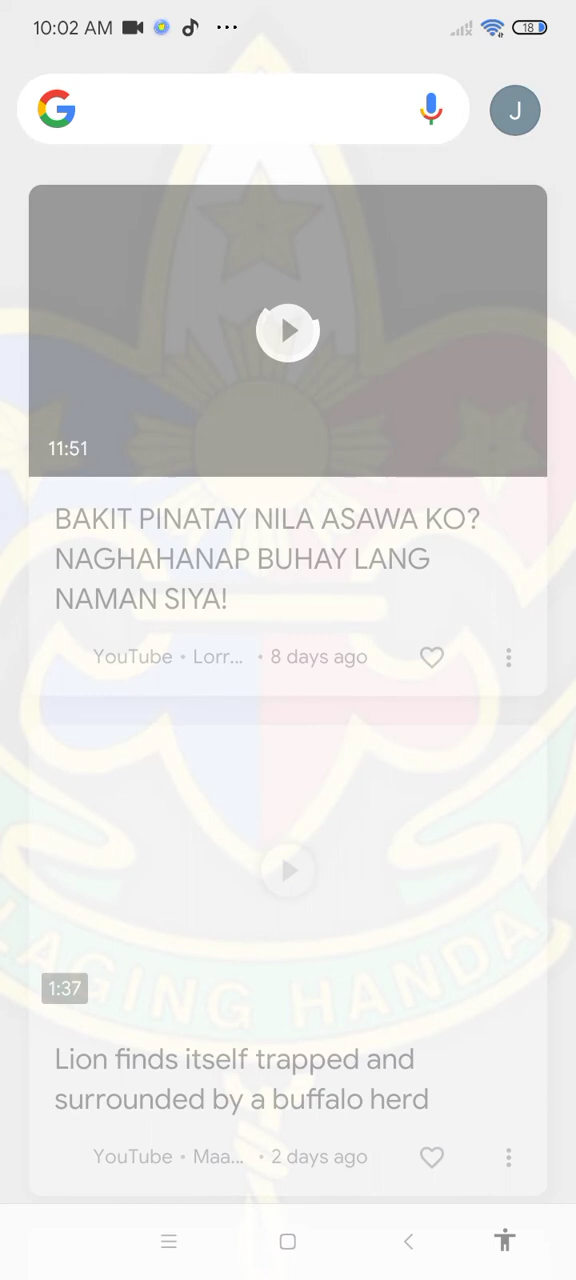 10:02 AM
18
G
J
11:51
BAKIT PINATAY NILA ASAWA KO?
NAGHAHANAP BUHAY LANG
NAMAN SIYA!
YouTube • Lorr... • 8 days ago
LAGING HANDA
1:37
Lion finds itself trapped and
surrounded by a buffalo herd
YouTube • Maa... • 2 days ago